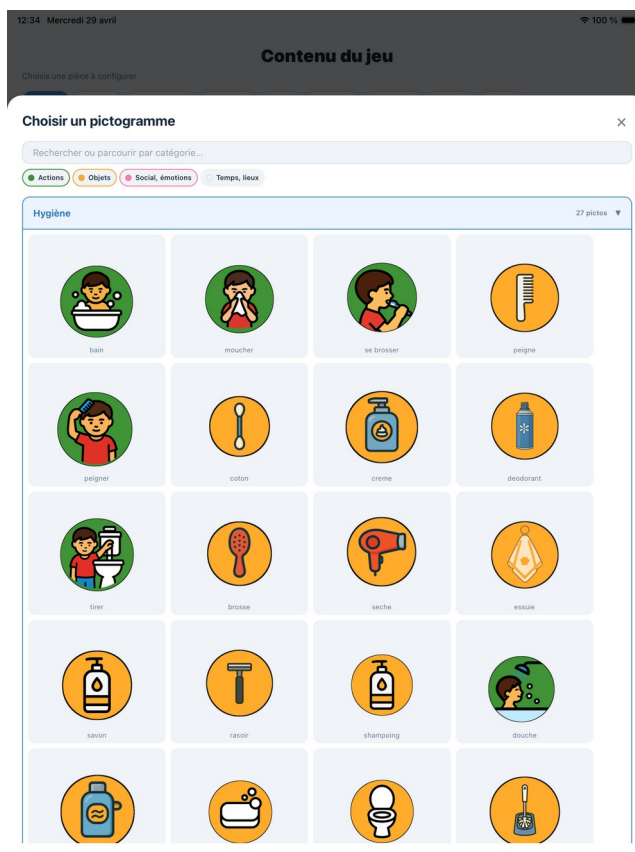 12:34 Mercredi 29 avril 100 %
Contenu du jeu
Choisis une pièce à configurer
Choisir un pictogramme ×
Rechercher ou parcourir par catégorie...
Actions Objets Social, émotions Temps, lieux
Hygiène 27 pictos ▼
bain moucher se brosser peigne
peigner coton creme deodorant
tirer brosse seche essuie
savon rasoir shampoing douche